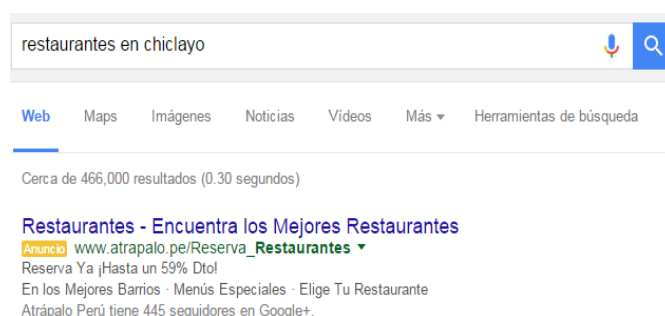 restaurantes en chiclayo
Web Maps Imágenes Noticias Vídeos Más Herramientas de búsqueda
Cerca de 466,000 resultados (0.30 segundos)
Restaurantes - Encuentra los Mejores Restaurantes
Anuncio www.atrapalo.pe/Reserva_Restaurantes
Reserva Ya ¡Hasta un 59% Dto!
En los Mejores Barrios · Menús Especiales · Elige Tu Restaurante
Atrápalo Perú tiene 445 seguidores en Google+.